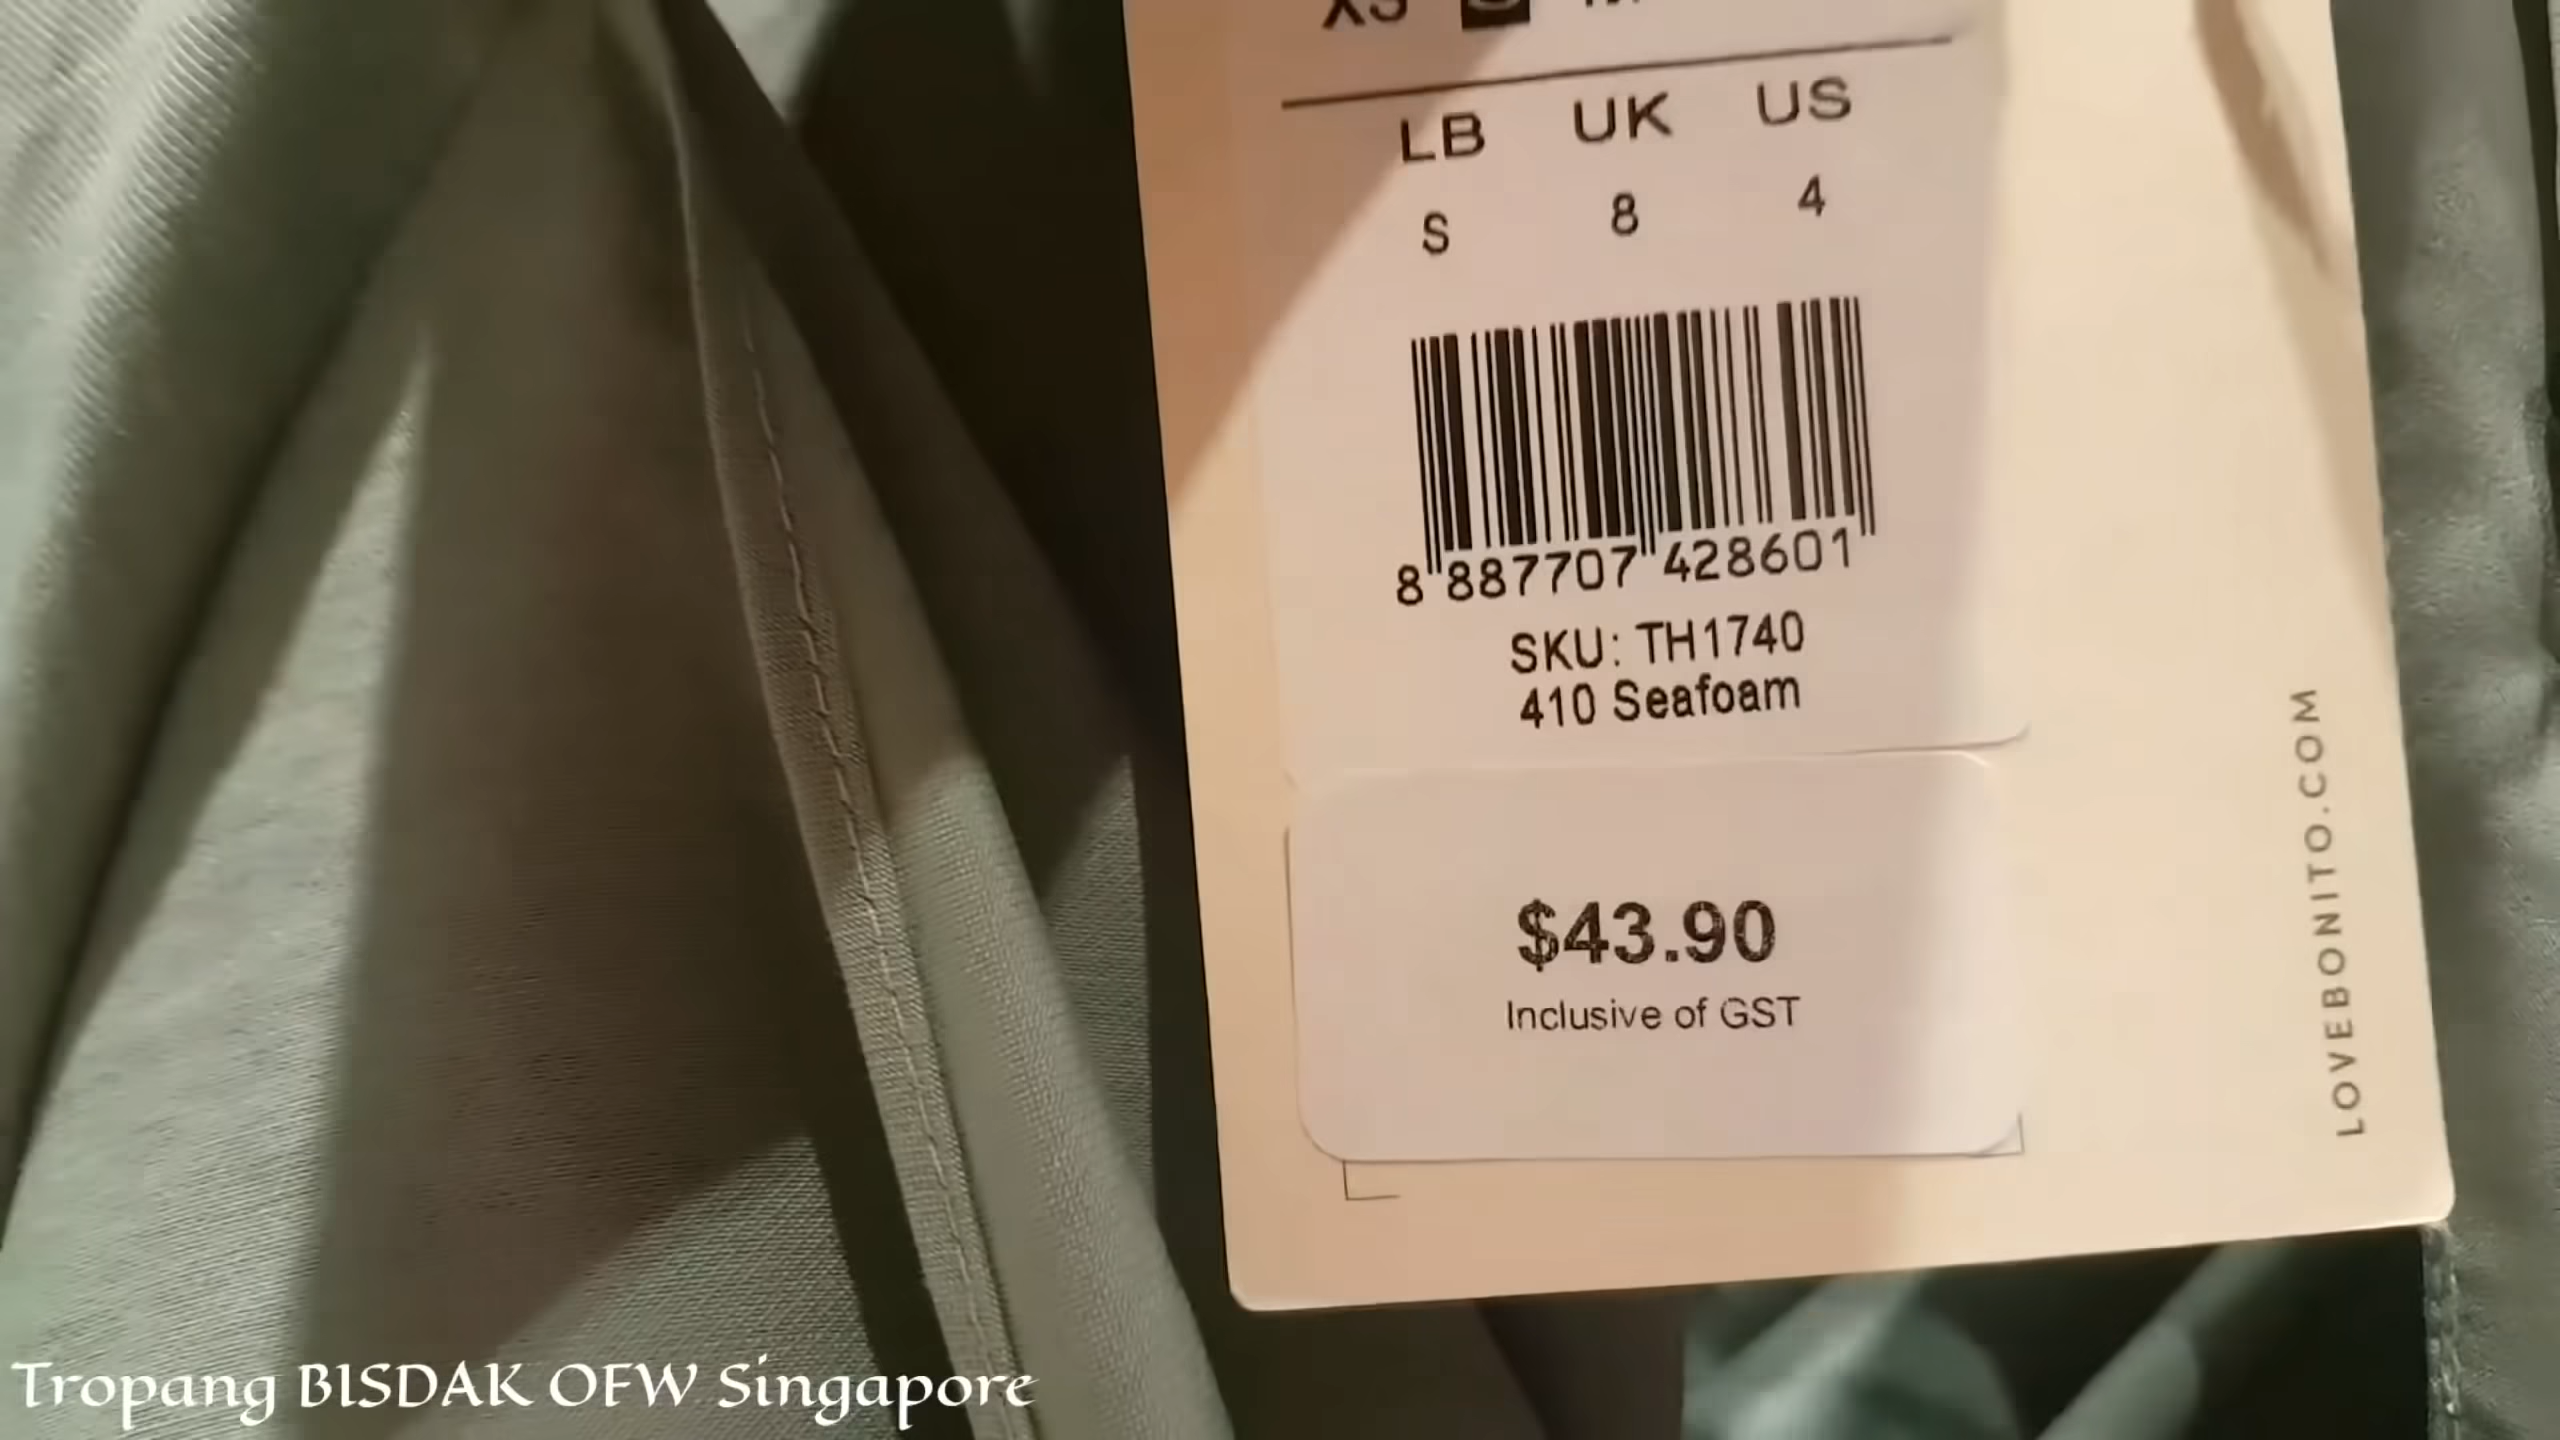 XS S
LB UK US
S 8 4
8 887707 428601
SKU: TH1740
410 Seafoam
$43.90
Inclusive of GST
LOVEBONITO.COM
Tropang BISDAK OFW Singapore